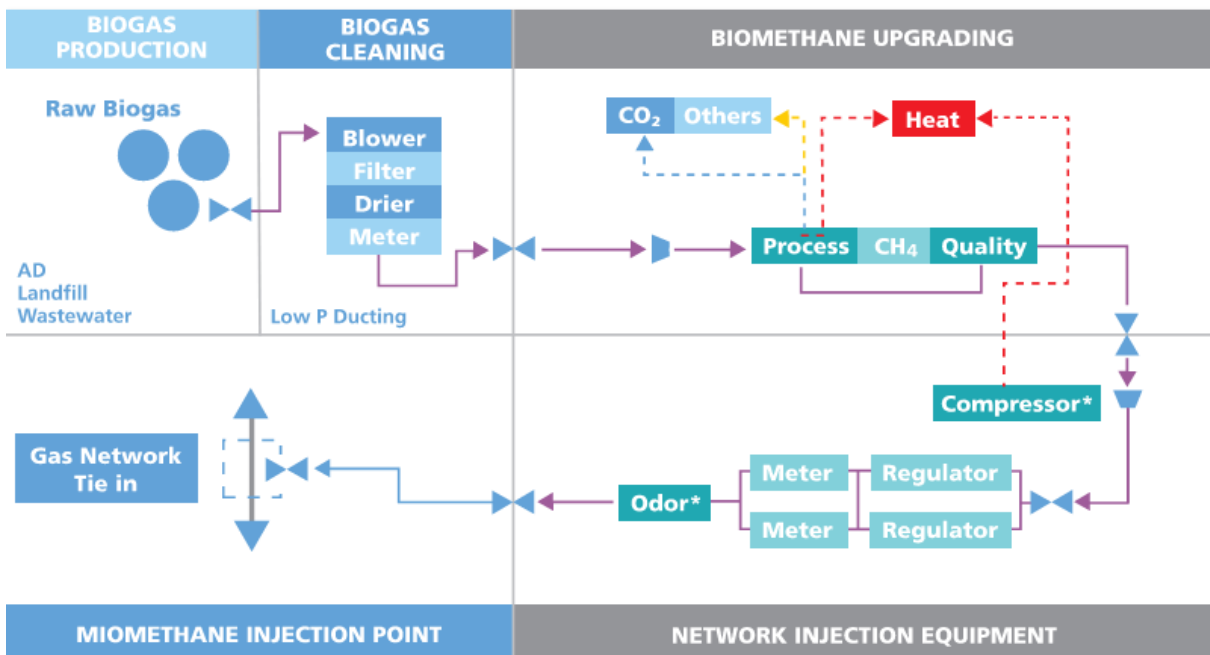 BIOGAS
PRODUCTION
BIOGAS
CLEANING
BIOMETHANE UPGRADING
Raw Biogas
AD
Landfill
Wastewater
Blower
Filter
Drier
Meter
Low P Ducting
CO₂ Others
Heat
Process CH₄ Quality
Compressor*
Gas Network
Tie in
Odor*
Meter Regulator
Meter Regulator
MIOMETHANE INJECTION POINT
NETWORK INJECTION EQUIPMENT